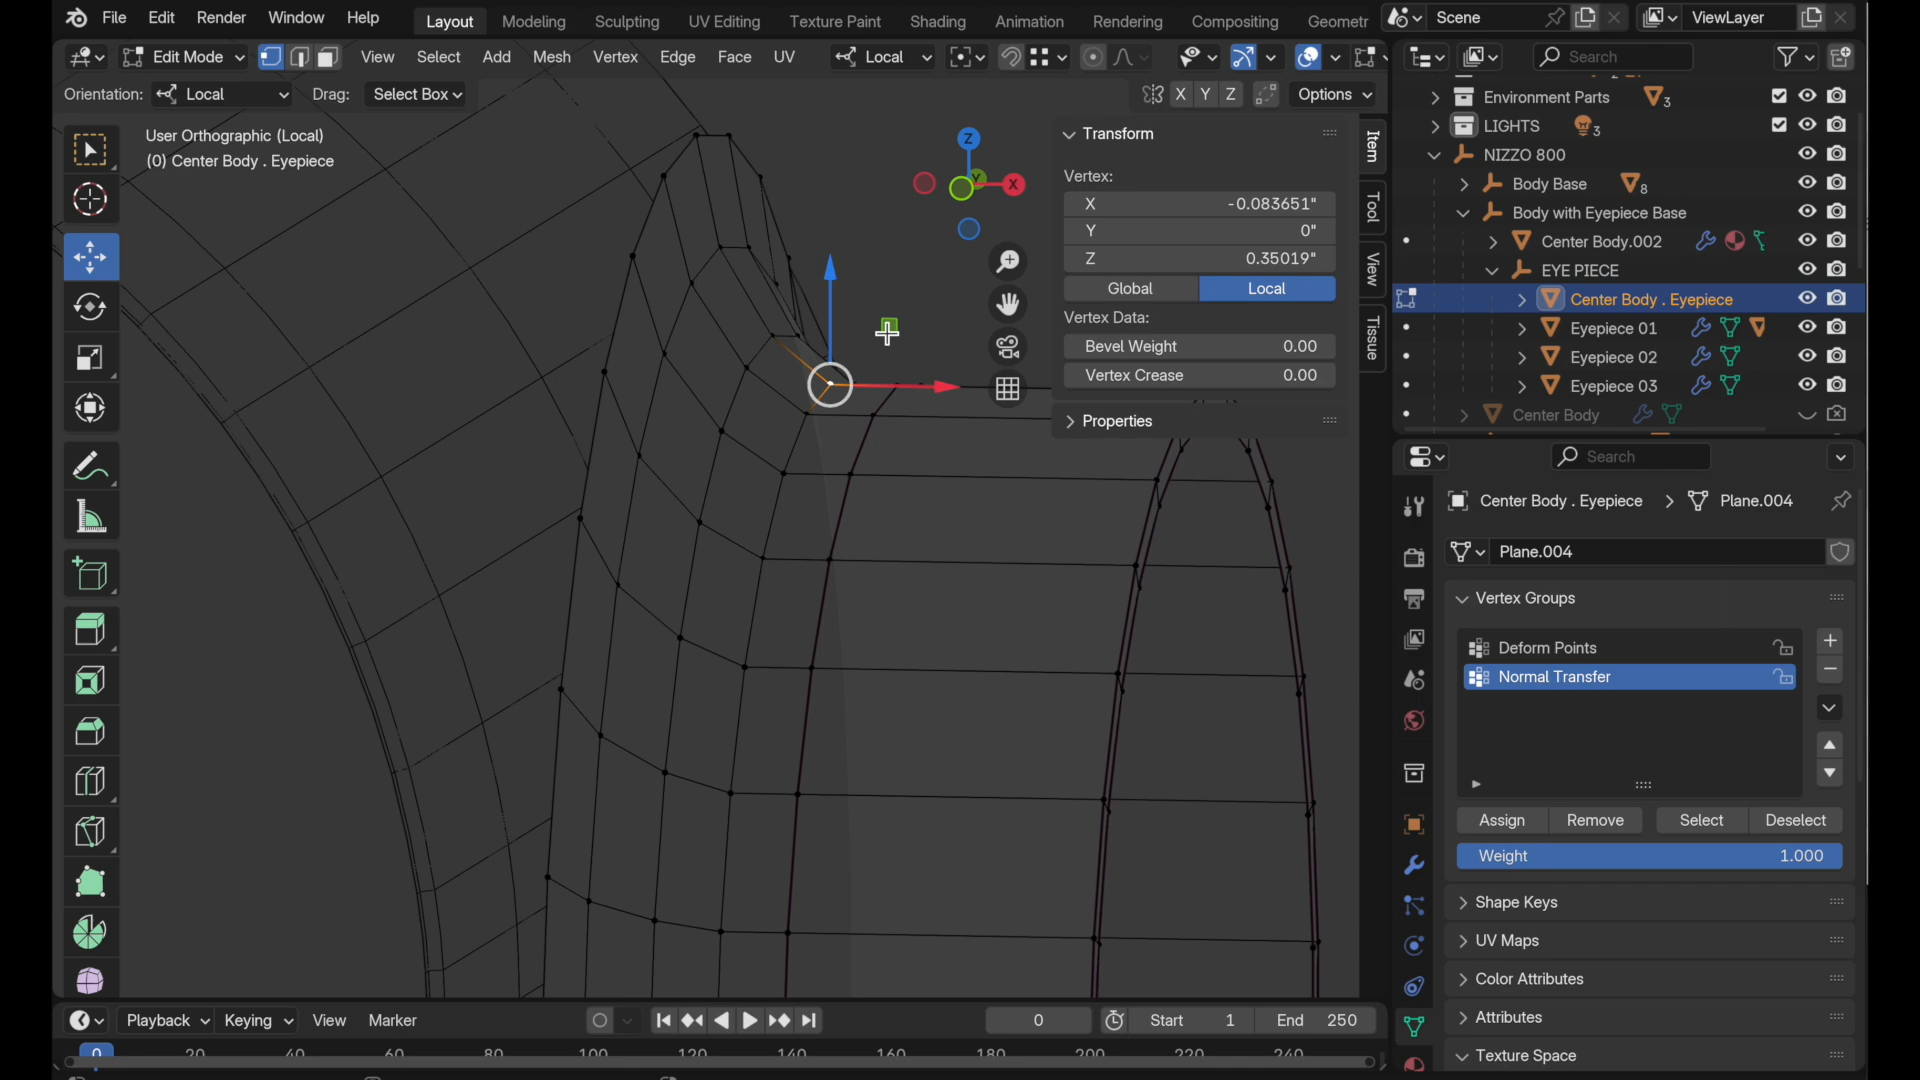 File Edit Render Window Help Layout Modeling Sculpting UV Editing Texture Paint Shading Animation Rendering Compositing Geometr Scene ViewLayer
Edit Mode View Select Add Mesh Vertex Edge Face UV Local Search
Orientation: Local Drag: Select Box X Y Z Options
User Orthographic (Local)
(0) Center Body . Eyepiece
Z
Y
X
Transform
Vertex:
X -0.083651"
Y 0"
Z 0.35019"
Global Local
Vertex Data:
Bevel Weight 0.00
Vertex Crease 0.00
Properties
Item
Tool
View
Tissue
Environment Parts 3
LIGHTS 3
NIZZO 800
Body Base 8
Body with Eyepiece Base
Center Body.002
EYE PIECE
Center Body . Eyepiece
Eyepiece 01
Eyepiece 02
Eyepiece 03
Center Body
Search
Center Body . Eyepiece Plane.004
Plane.004
Vertex Groups
Deform Points
Normal Transfer
Assign Remove Select Deselect
Weight 1.000
Shape Keys
UV Maps
Color Attributes
Attributes
Texture Space
Playback Keying View Marker 0 Start 1 End 250
0 20 40 60 80 100 120 140 160 180 200 220 240